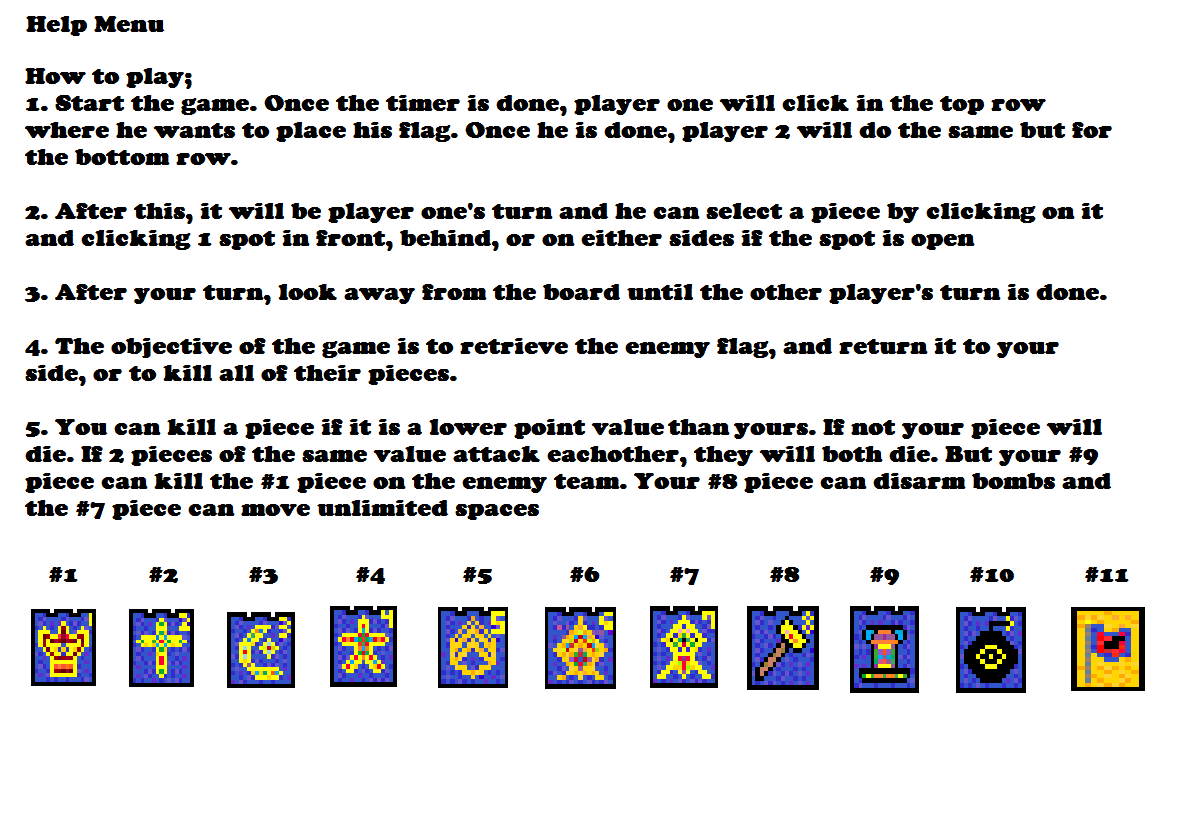 Help Menu
How to play;
1. Start the game. Once the timer is done, player one will click in the top row
where he wants to place his flag. Once he is done, player 2 will do the same but for
the bottom row.
2. After this, it will be player one's turn and he can select a piece by clicking on it
and clicking 1 spot in front, behind, or on either sides if the spot is open
3. After your turn, look away from the board until the other player's turn is done.
4. The objective of the game is to retrieve the enemy flag, and return it to your
side, or to kill all of their pieces.
5. You can kill a piece if it is a lower point value than yours. If not your piece will
die. If 2 pieces of the same value attack eachother, they will both die. But your #9
piece can kill the #1 piece on the enemy team. Your #8 piece can disarm bombs and
the #7 piece can move unlimited spaces
#1 #2 #3 #4 #5 #6 #7 #8 #9 #10 #11